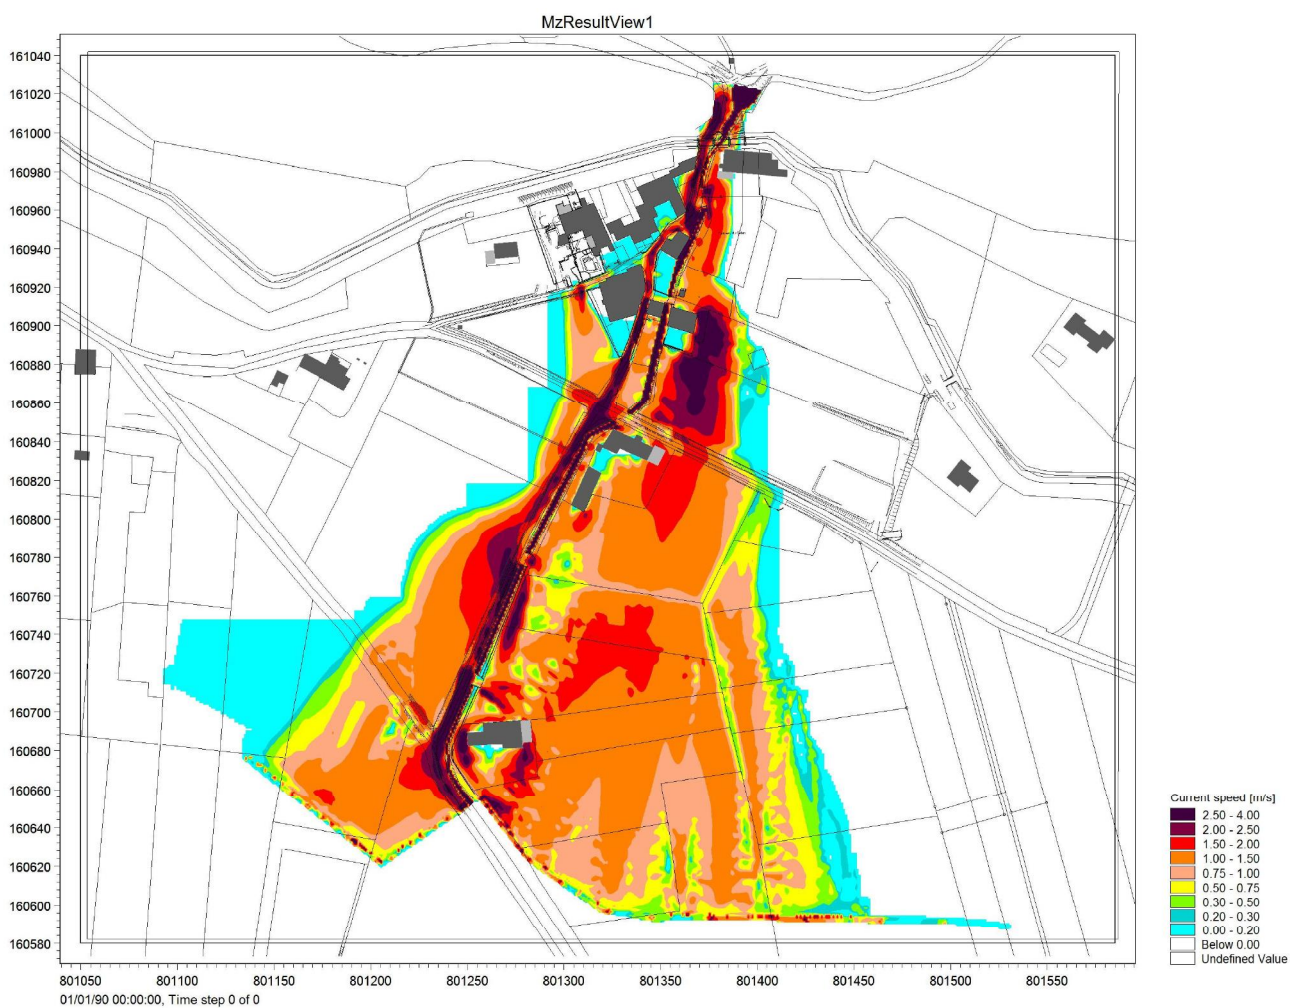 MzResultView1
161040
161020
161000
160980
160960
160940
160920
160900
160880
160860
160840
160820
160800
160780
160760
160740
160720
160700
160680
160660
160640
160620
160600
160580
801050
801100
801150
801200
801250
801300
801350
801400
801450
801500
801550
01/01/90 00:00:00, Time step 0 of 0
Current speed [m/s]
2.50 - 4.00
2.00 - 2.50
1.50 - 2.00
1.00 - 1.50
0.75 - 1.00
0.50 - 0.75
0.30 - 0.50
0.20 - 0.30
0.00 - 0.20
Below 0.00
Undefined Value